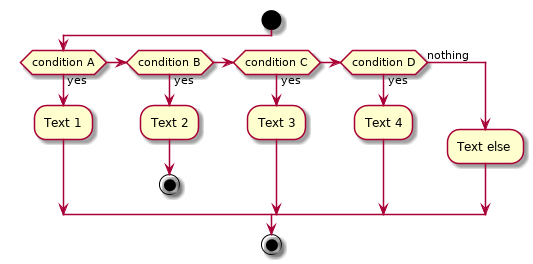 condition A
condition B
condition C
condition D
nothing
yes
yes
yes
yes
Text 1
Text 2
Text 3
Text 4
Text else